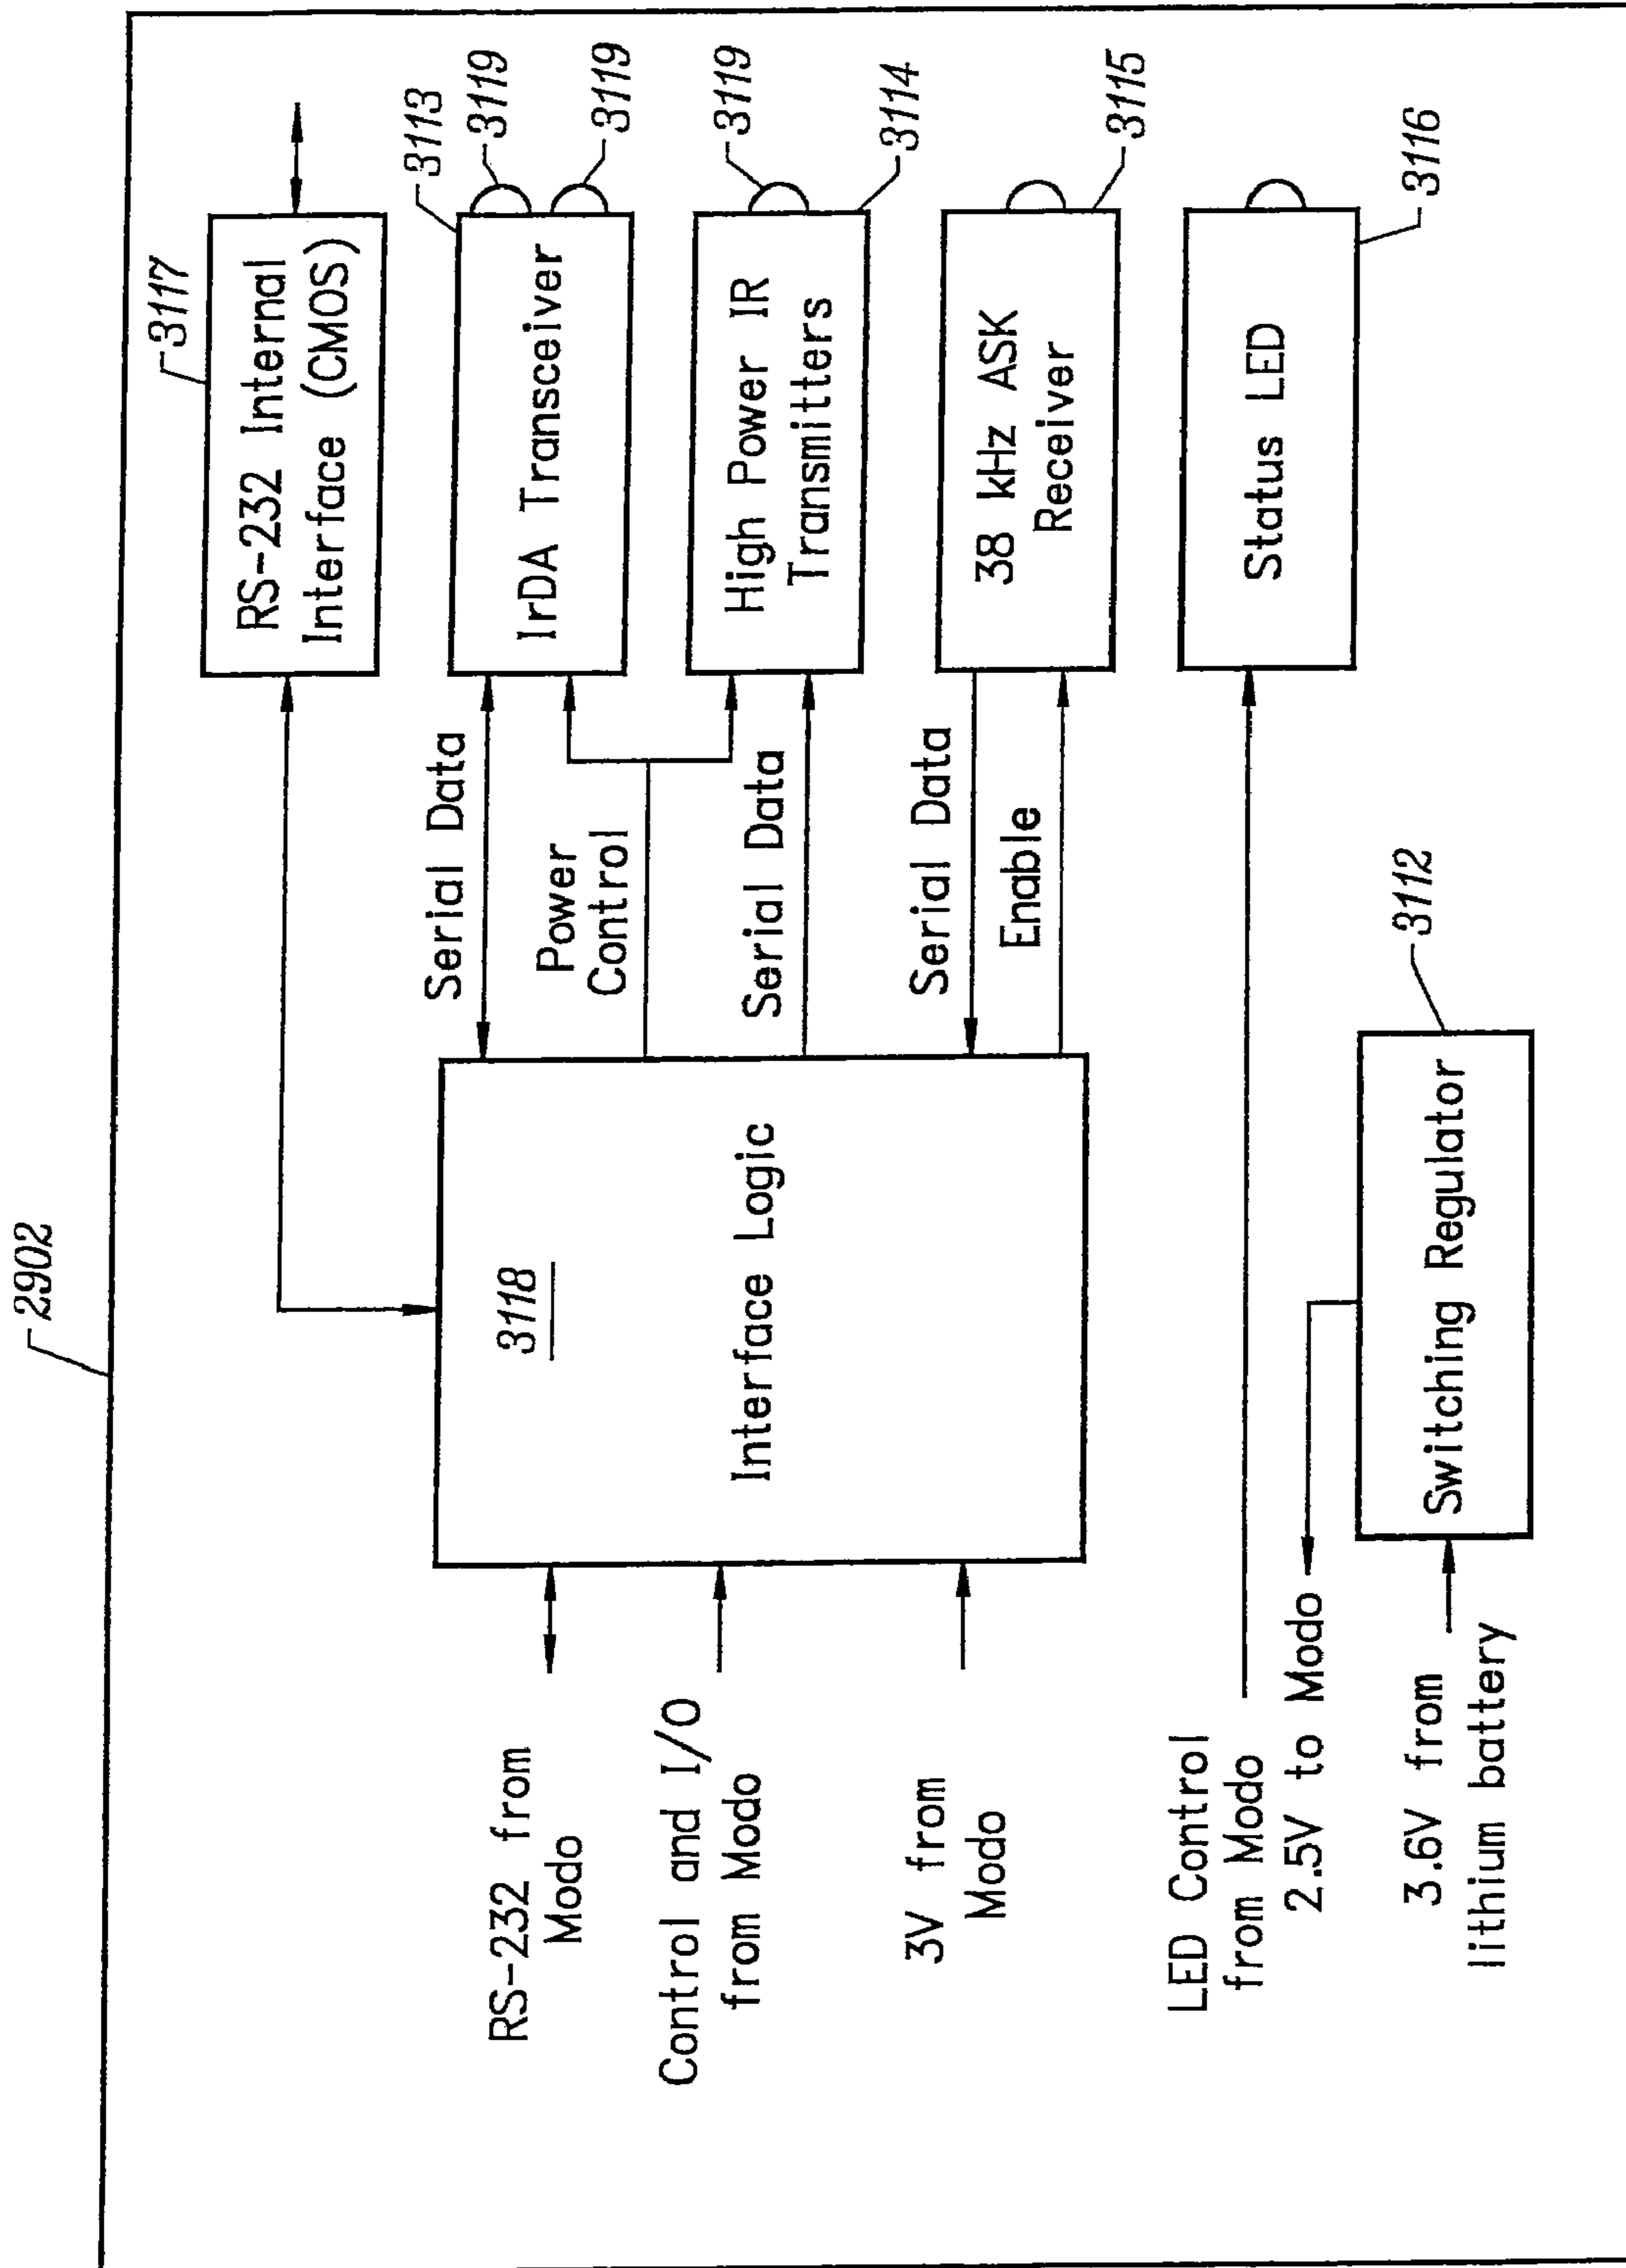 2902
3117
RS-232 Internal
Interface (CMOS)
3113
3119
3119
IrDA Transceiver
Serial Data
Power
Control
3119
3114
High Power IR
Transmitters
Serial Data
3115
38 kHz ASK
Receiver
Serial Data
Enable
3116
Status LED
3118
Interface Logic
RS-232 from
Modo
Control and I/O
from Modo
3V from
Modo
LED Control
from Modo
2.5V to Modo
3.6V from
lithium battery
3112
Switching Regulator